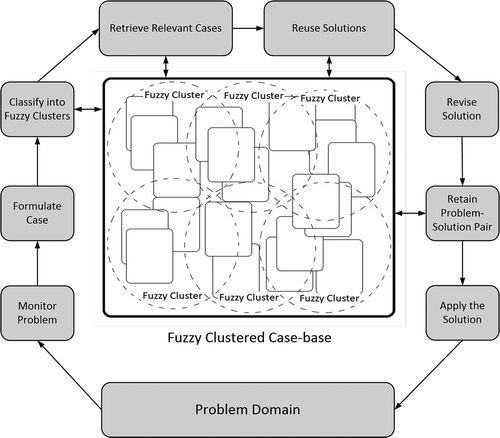 Retrieve Relevant Cases
Reuse Solutions
Classify into
Fuzzy Clusters
Fuzzy Cluster
Fuzzy Cluster
Fuzzy Cluster
Revise
Solution
Formulate
Case
Retain
Problem-
Solution Pair
Monitor
Problem
Fuzzy Cluster
Fuzzy Cluster
Fuzzy Cluster
Apply the
Solution
Fuzzy Clustered Case-base
Problem Domain